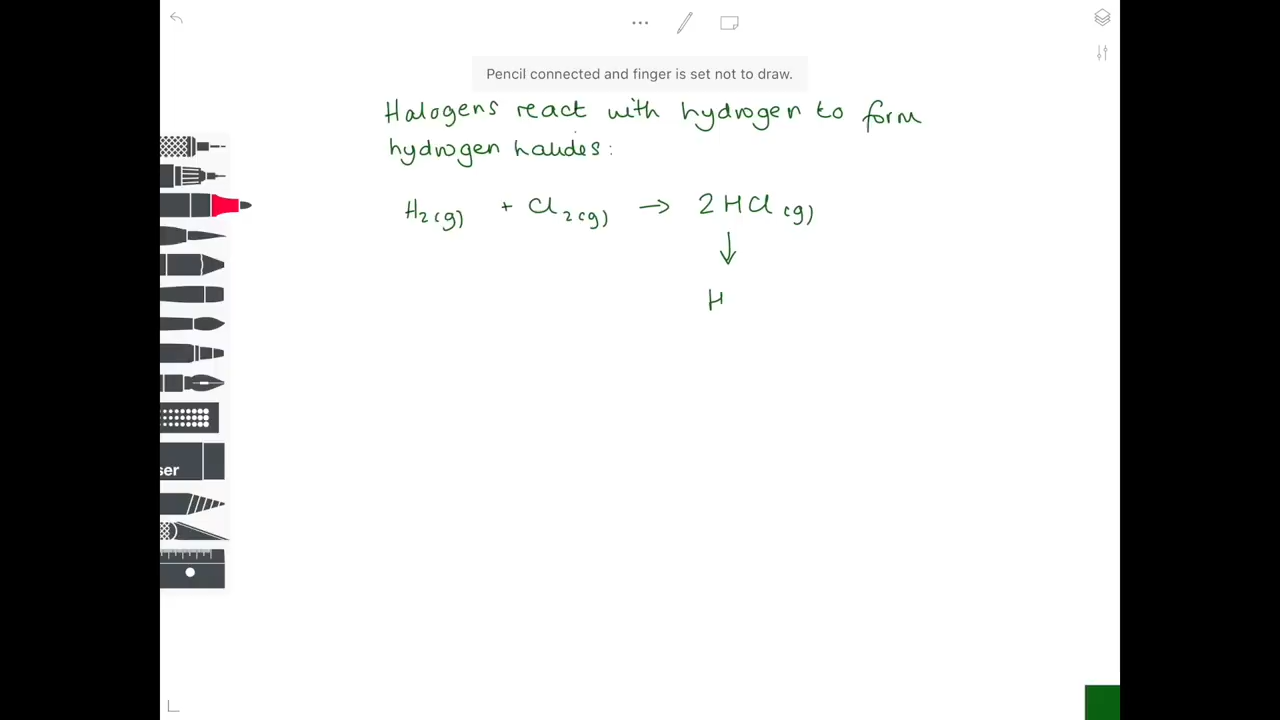 Pencil connected and finger is set not to draw.
Halogens react with hydrogen to form
hydrogen halides:
H₂(g) + Cl₂(g) → 2HCl(g)
↓
H
ser